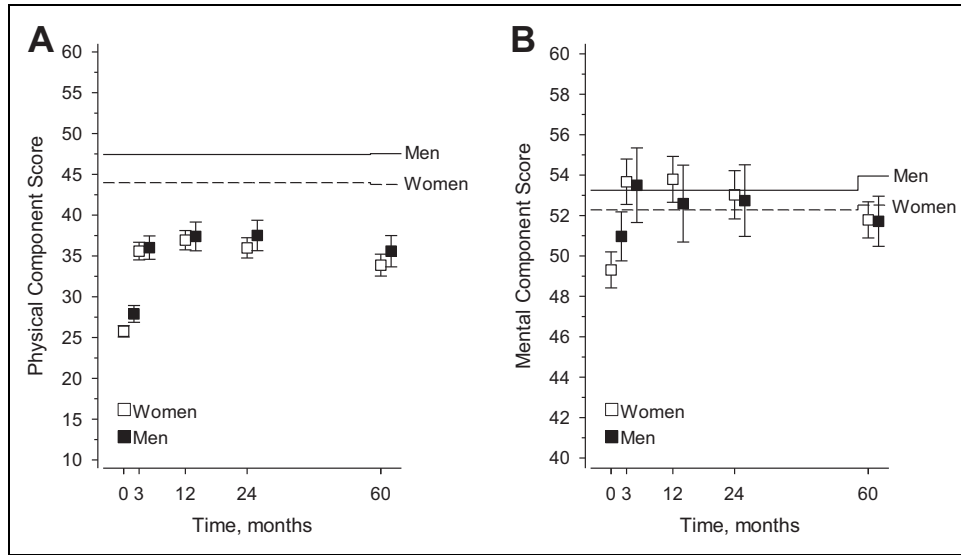 A
Physical Component Score
60
55
50
45
40
35
30
25
20
15
10
Men
Women
Women
Men
0 3 12 24 60
Time, months
B
Mental Component Score
60
58
56
54
52
50
48
46
44
42
40
Men
Women
Women
Men
0 3 12 24 60
Time, months